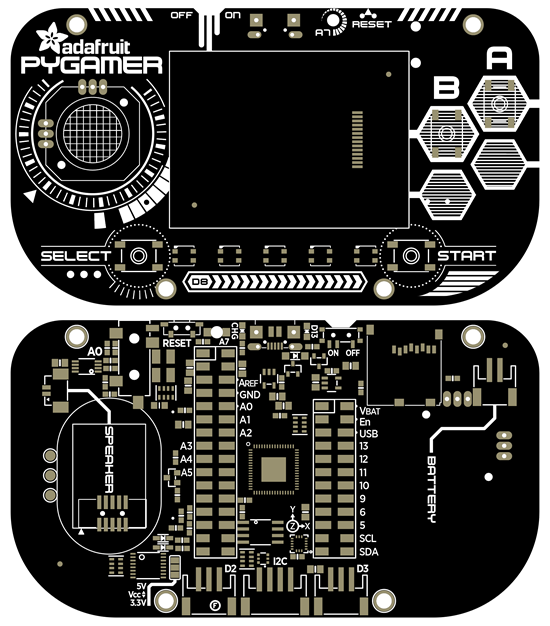 OFF ON
LA
RESET
adafruit
PYGAMER
A
B
SELECT
START
D8
RESET
A7
CHG
D13
ON OFF
A0
AREF
GND
A0
A1
A2
A3
A4
A5
VBAT
En
USB
13
12
11
10
9
6
5
SCL
SDA
SPEAKER
BATTERY
Y
Z X
D2
I2C
D3
5V
Vcc
3.3V
F